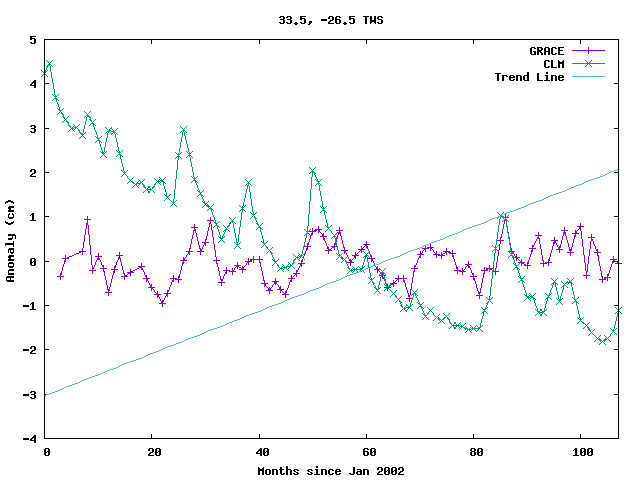 33.5, -26.5 TWS
GRACE
CLM
Trend Line
5
4
3
2
1
0
-1
-2
-3
-4
Anomaly (cm)
0 20 40 60 80 100
Months since Jan 2002